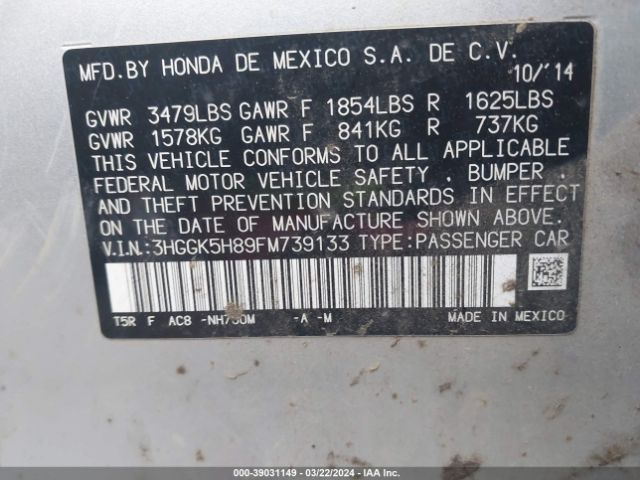 MFD.BY HONDA DE MEXICO S.A. DE C.V.
10/'14
GVWR 3479LBS GAWR F 1854LBS R 1625LBS
GVWR 1578KG GAWR F 841KG R 737KG
THIS VEHICLE CONFORMS TO ALL APPLICABLE
FEDERAL MOTOR VEHICLE SAFETY , BUMPER ,
AND THEFT PREVENTION STANDARDS IN EFFECT
ON THE DATE OF MANUFACTURE SHOWN ABOVE.
V.I.N.:3HGGK5H89FM739133 TYPE:PASSENGER CAR
T5R F AC8 -A -M MADE IN MEXICO
000-39031149 - 03/22/2024 - IAA Inc.